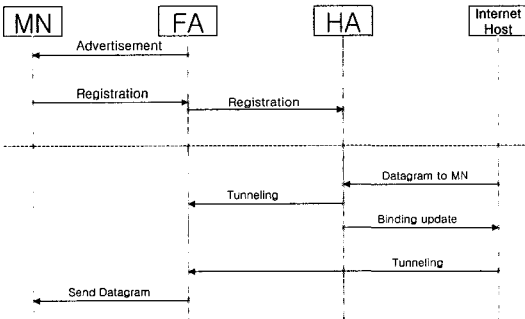 MN
FA
HA
Internet
Host
Advertisement
Registration
Registration
Datagram to MN
Tunneling
Binding update
Tunneling
Send Datagram